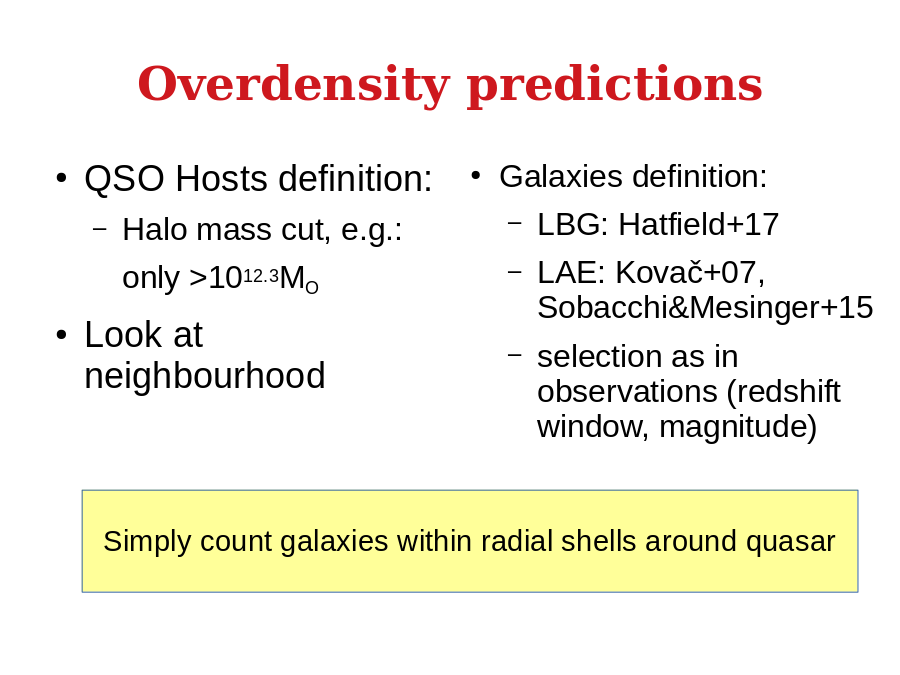 Overdensity predictions
• QSO Hosts definition:
– Halo mass cut, e.g.:
only >10^12.3 M_O
• Look at
neighbourhood
• Galaxies definition:
– LBG: Hatfield+17
– LAE: Kovač+07,
Sobacchi&Mesinger+15
– selection as in
observations (redshift
window, magnitude)
Simply count galaxies within radial shells around quasar